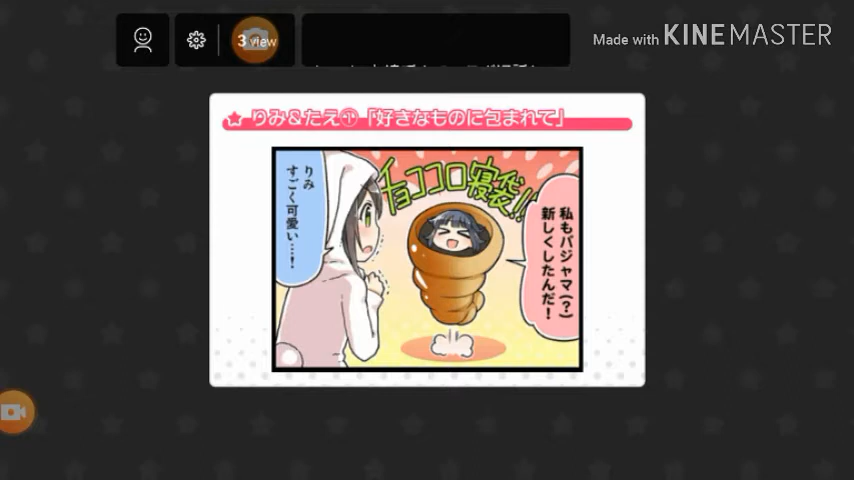 3 view
Made with KINEMASTER
りみ&たえ⑰「好きなものに包まれて」
チョココロ寝袋!!
私もパジャマ(?)
新しくしたんだ!
りみ
すごく可愛い…!